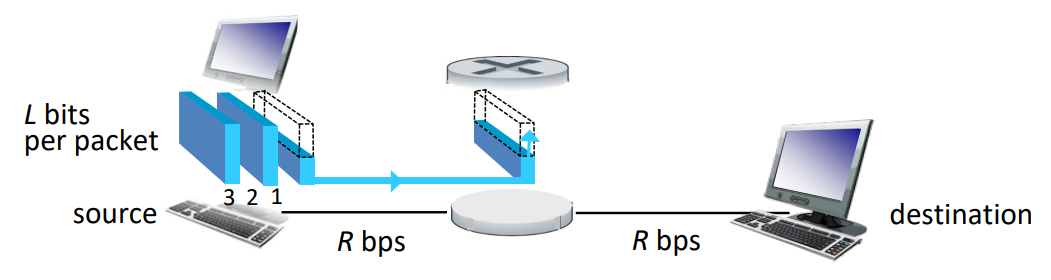 L bits
per packet
3 2 1
source
R bps
R bps
destination